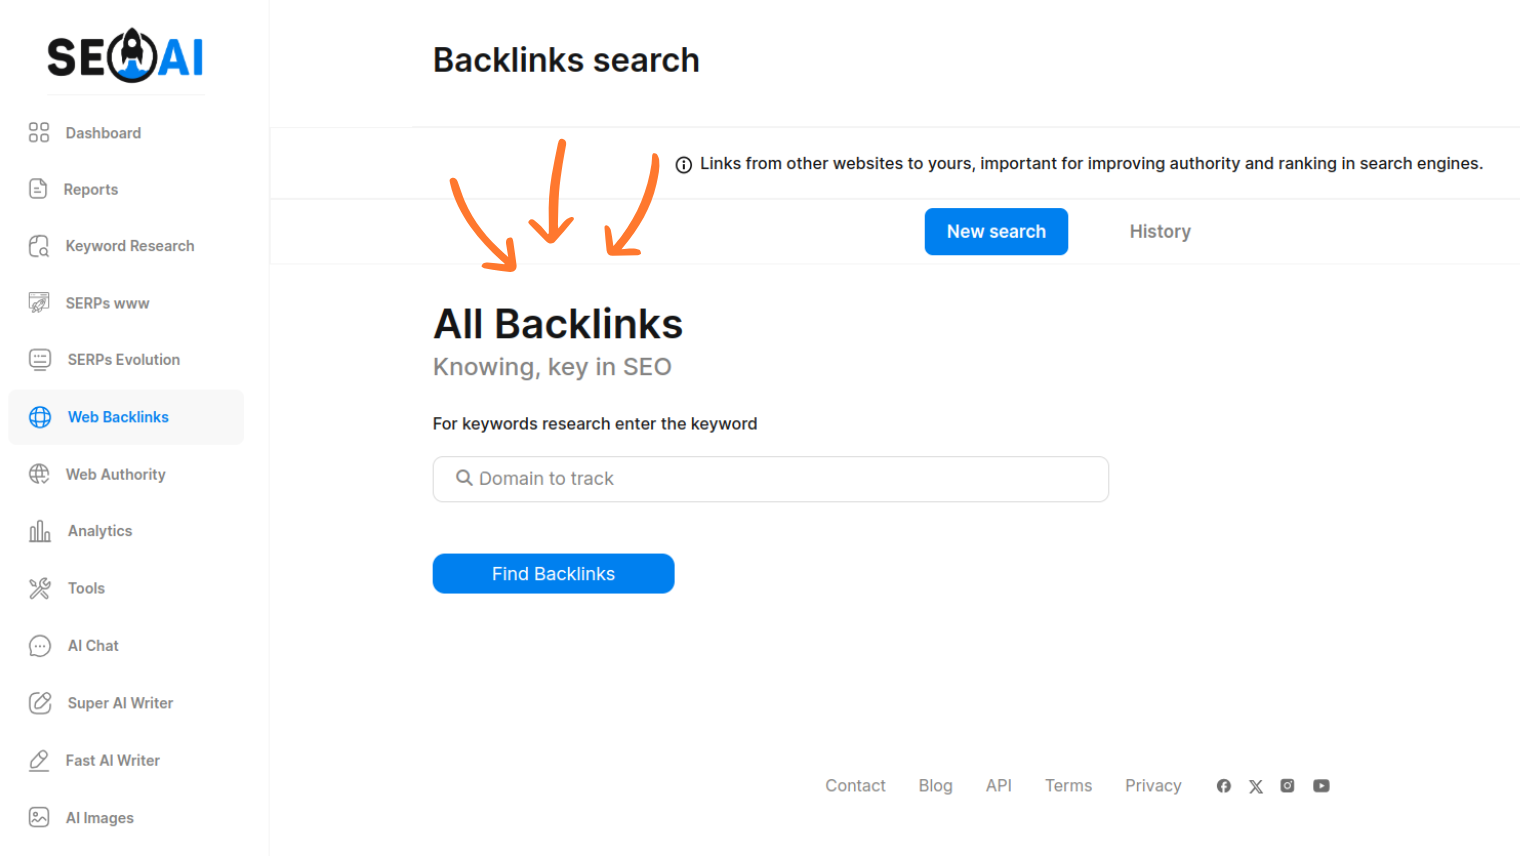 SEOAI
Dashboard
Reports
Keyword Research
SERPs www
SERPs Evolution
Web Backlinks
Web Authority
Analytics
Tools
AI Chat
Super AI Writer
Fast AI Writer
AI Images
Backlinks search
Links from other websites to yours, important for improving authority and ranking in search engines.
New search History
All Backlinks
Knowing, key in SEO
For keywords research enter the keyword
Domain to track
Find Backlinks
Contact Blog API Terms Privacy